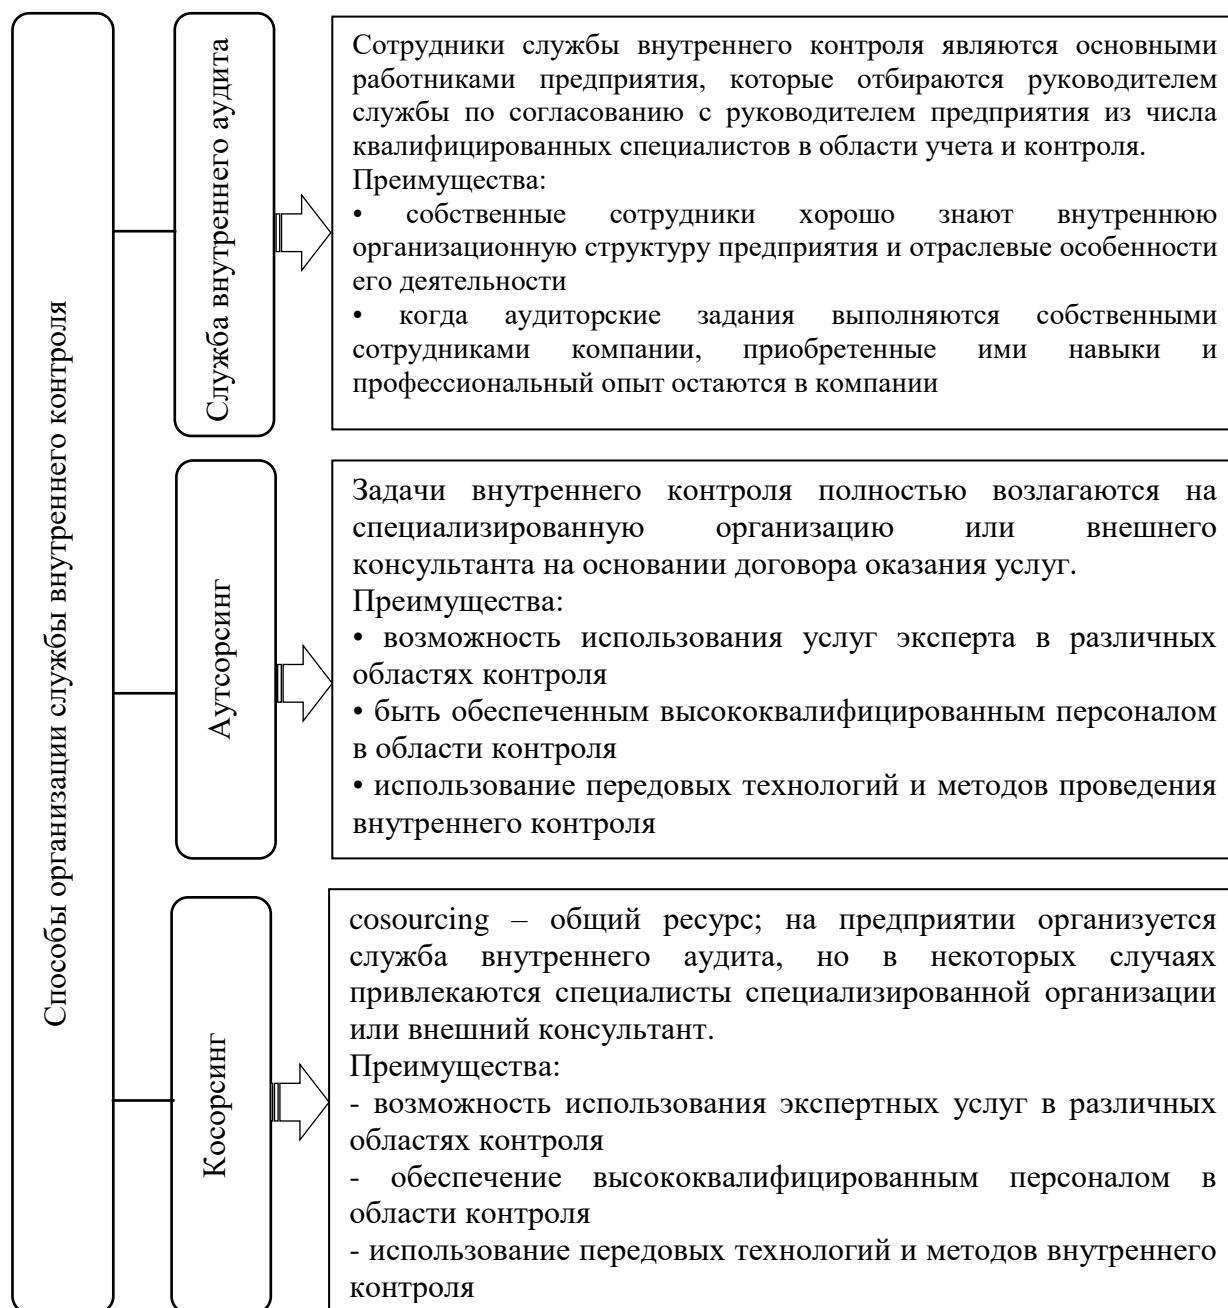 Способы организации службы внутреннего контроля
Служба внутреннего аудита
Сотрудники службы внутреннего контроля являются основными
работниками предприятия, которые отбираются руководителем
службы по согласованию с руководителем предприятия из числа
квалифицированных специалистов в области учета и контроля.
Преимущества:
• собственные сотрудники хорошо знают внутреннюю
организационную структуру предприятия и отраслевые особенности
его деятельности
• когда аудиторские задания выполняются собственными
сотрудниками компании, приобретенные ими навыки и
профессиональный опыт остаются в компании
Аутсорсинг
Задачи внутреннего контроля полностью возлагаются на
специализированную организацию или внешнего
консультанта на основании договора оказания услуг.
Преимущества:
• возможность использования услуг эксперта в различных
областях контроля
• быть обеспеченным высококвалифицированным персоналом
в области контроля
• использование передовых технологий и методов проведения
внутреннего контроля
Косорсинг
cosourcing – общий ресурс; на предприятии организуется
служба внутреннего аудита, но в некоторых случаях
привлекаются специалисты специализированной организации
или внешний консультант.
Преимущества:
- возможность использования экспертных услуг в различных
областях контроля
- обеспечение высококвалифицированным персоналом в
области контроля
- использование передовых технологий и методов внутреннего
контроля